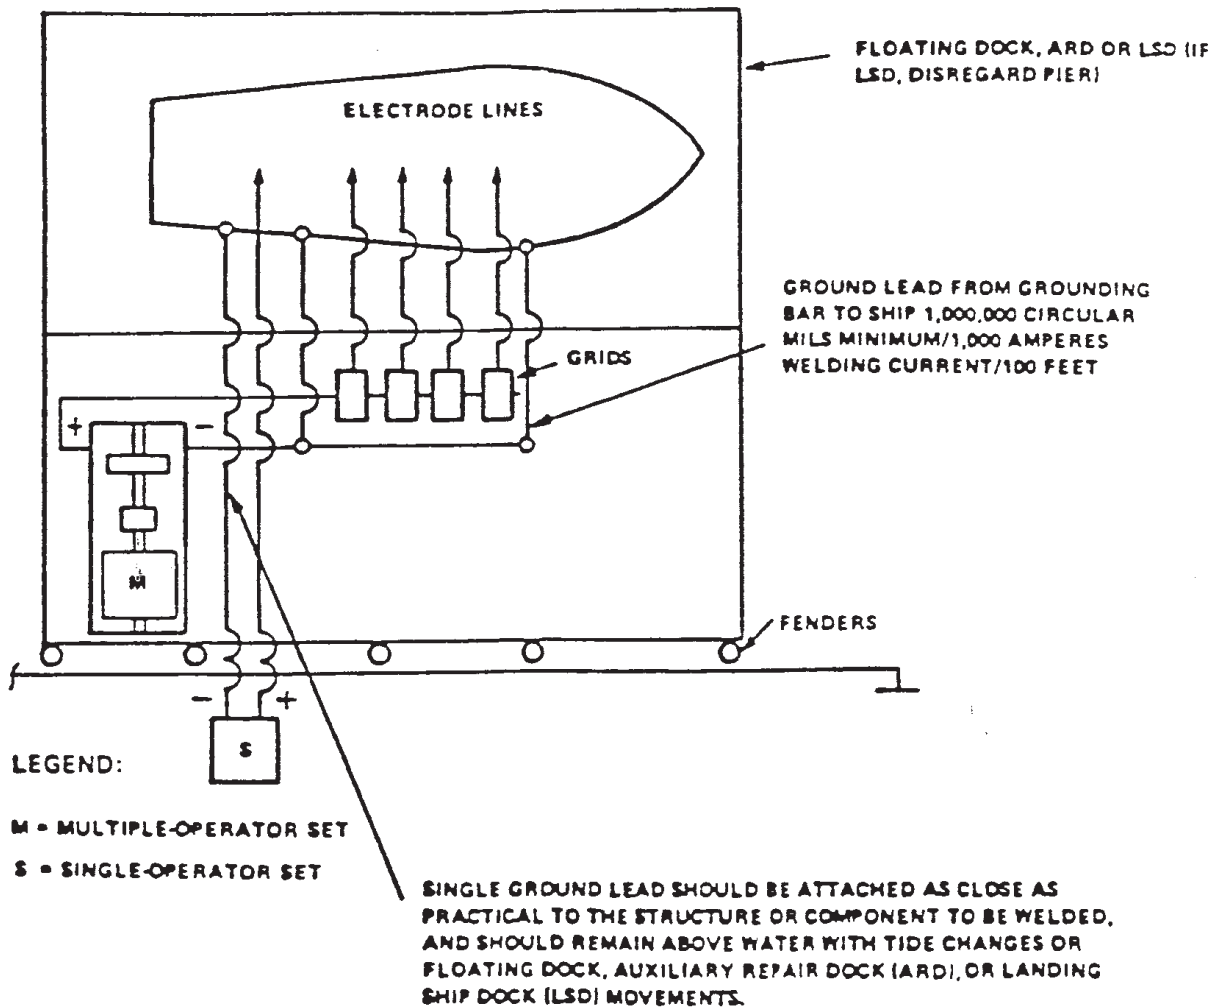 FLOATING DOCK, ARD OR LSD (IF
LSD, DISREGARD PIER)
ELECTRODE LINES
GROUND LEAD FROM GROUNDING
BAR TO SHIP 1,000,000 CIRCULAR
MILS MINIMUM/1,000 AMPERES
WELDING CURRENT/100 FEET
GRIDS
+ -
M
FENDERS
- +
S
LEGEND:
M = MULTIPLE-OPERATOR SET
S = SINGLE-OPERATOR SET
SINGLE GROUND LEAD SHOULD BE ATTACHED AS CLOSE AS
PRACTICAL TO THE STRUCTURE OR COMPONENT TO BE WELDED,
AND SHOULD REMAIN ABOVE WATER WITH TIDE CHANGES OR
FLOATING DOCK, AUXILIARY REPAIR DOCK (ARD), OR LANDING
SHIP DOCK (LSD) MOVEMENTS.